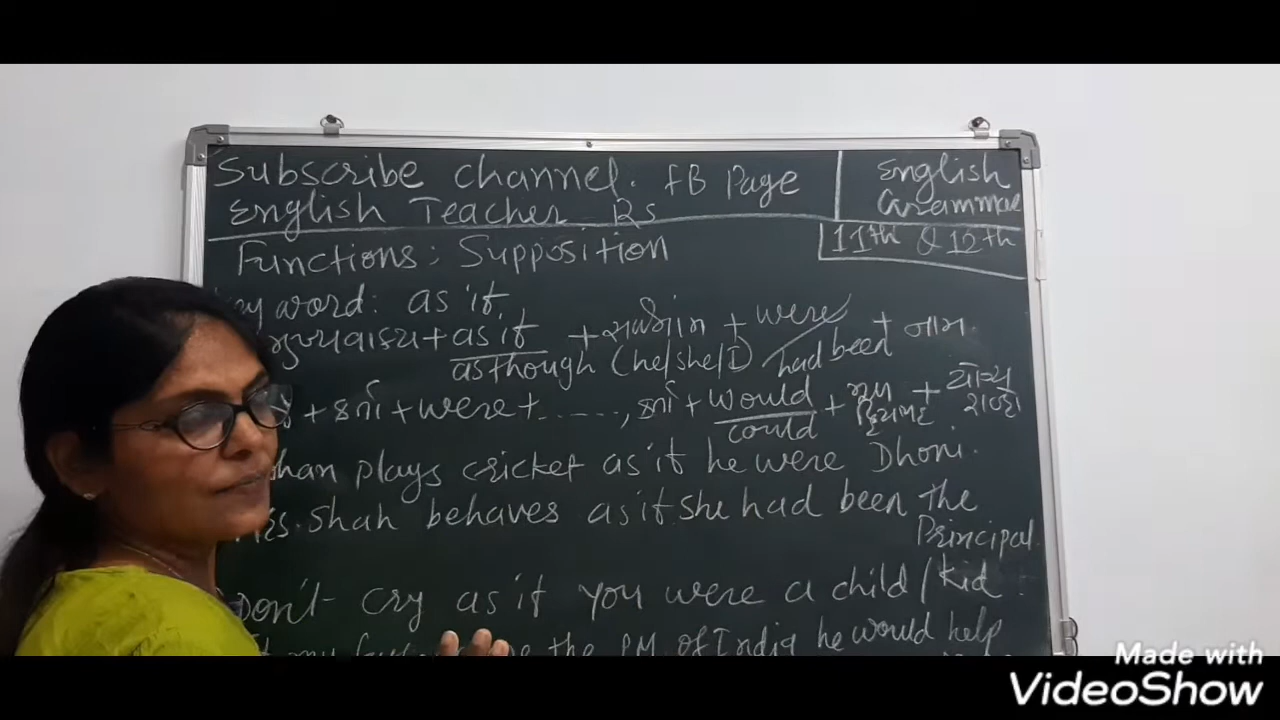 Subscribe channel. fB Page
English Teacher Rs
English
Grammar
11th & 12th
Functions: Supposition
word: as if,
+ as if + સર્વનામ + were + નામ.
as though (he/she/I) had been
+ કર્તા + were + ......, કર્તા + would + મૂળ + યોગ્ય
could
plays cricket as if he were Dhoni.
Mrs. Shah behaves as if she had been the
Principal.
Don't cry as if you were a child/kid.
my the PM of India he would help
Made with
VideoShow